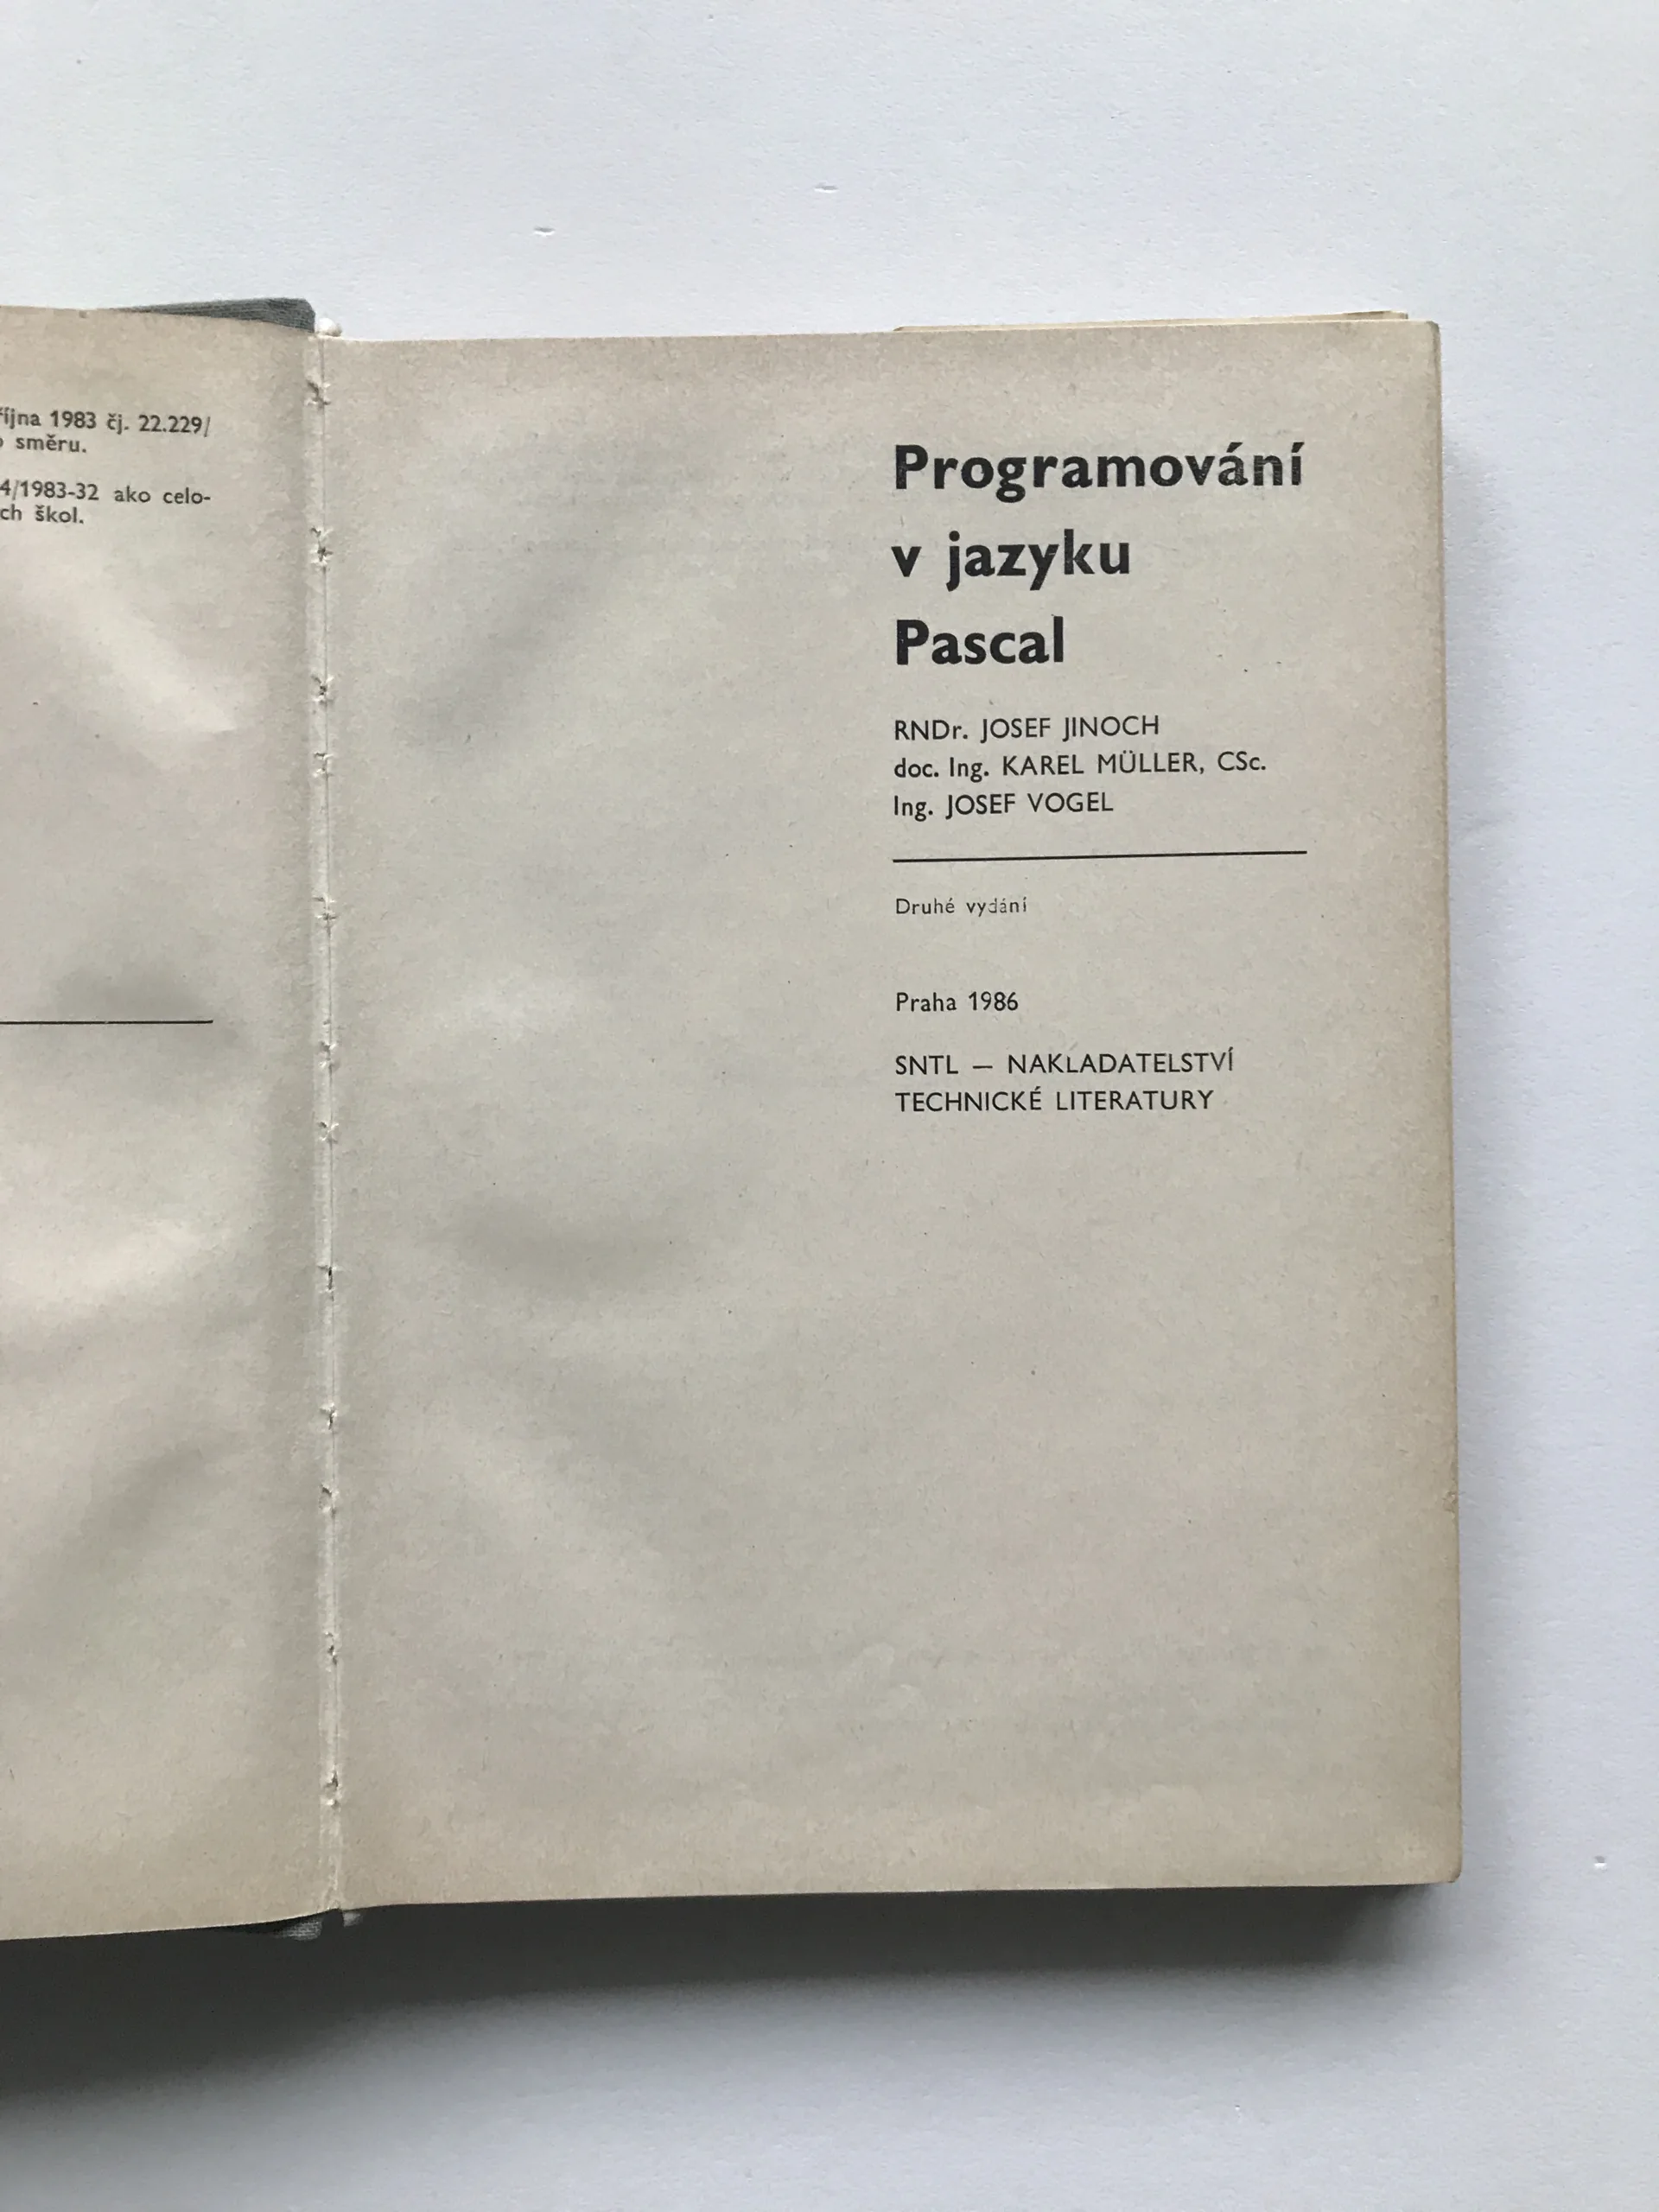 října 1983 čj. 22.229/
směru.
4/1983-32 ako celo-
ch škol.
Programování
v jazyku
Pascal
RNDr. JOSEF JINOCH
doc. Ing. KAREL MÜLLER, CSc.
Ing. JOSEF VOGEL
Druhé vydání
Praha 1986
SNTL — NAKLADATELSTVÍ
TECHNICKÉ LITERATURY